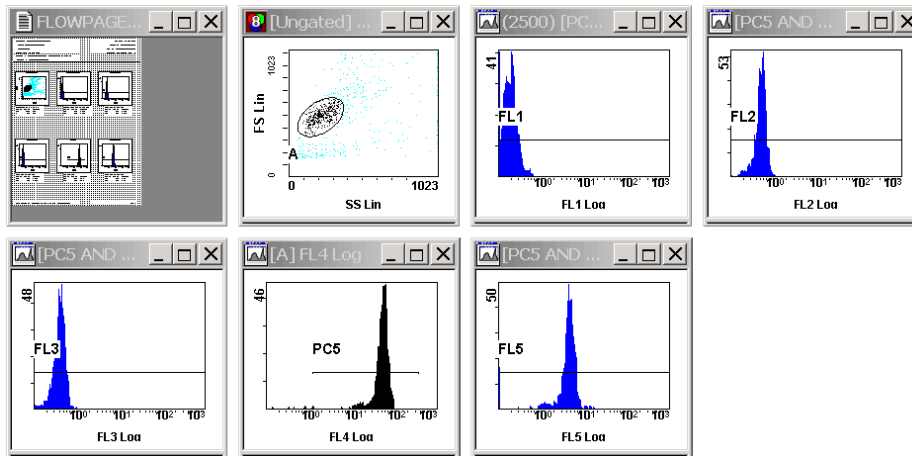 FLOWPAGE...
[Ungated] ...
(2500) [PC...
[PC5 AND ...
1023
FS Lin
0
A
0
1023
SS Lin
41
FL1
10⁰ 10¹ 10² 10³
FL1 Log
53
FL2
10⁰ 10¹ 10² 10³
FL2 Log
[PC5 AND ...
[A] FL4 Log
[PC5 AND ...
48
FL3
10⁰ 10¹ 10² 10³
FL3 Log
46
PC5
10⁰ 10¹ 10² 10³
FL4 Log
50
FL5
10⁰ 10¹ 10² 10³
FL5 Log